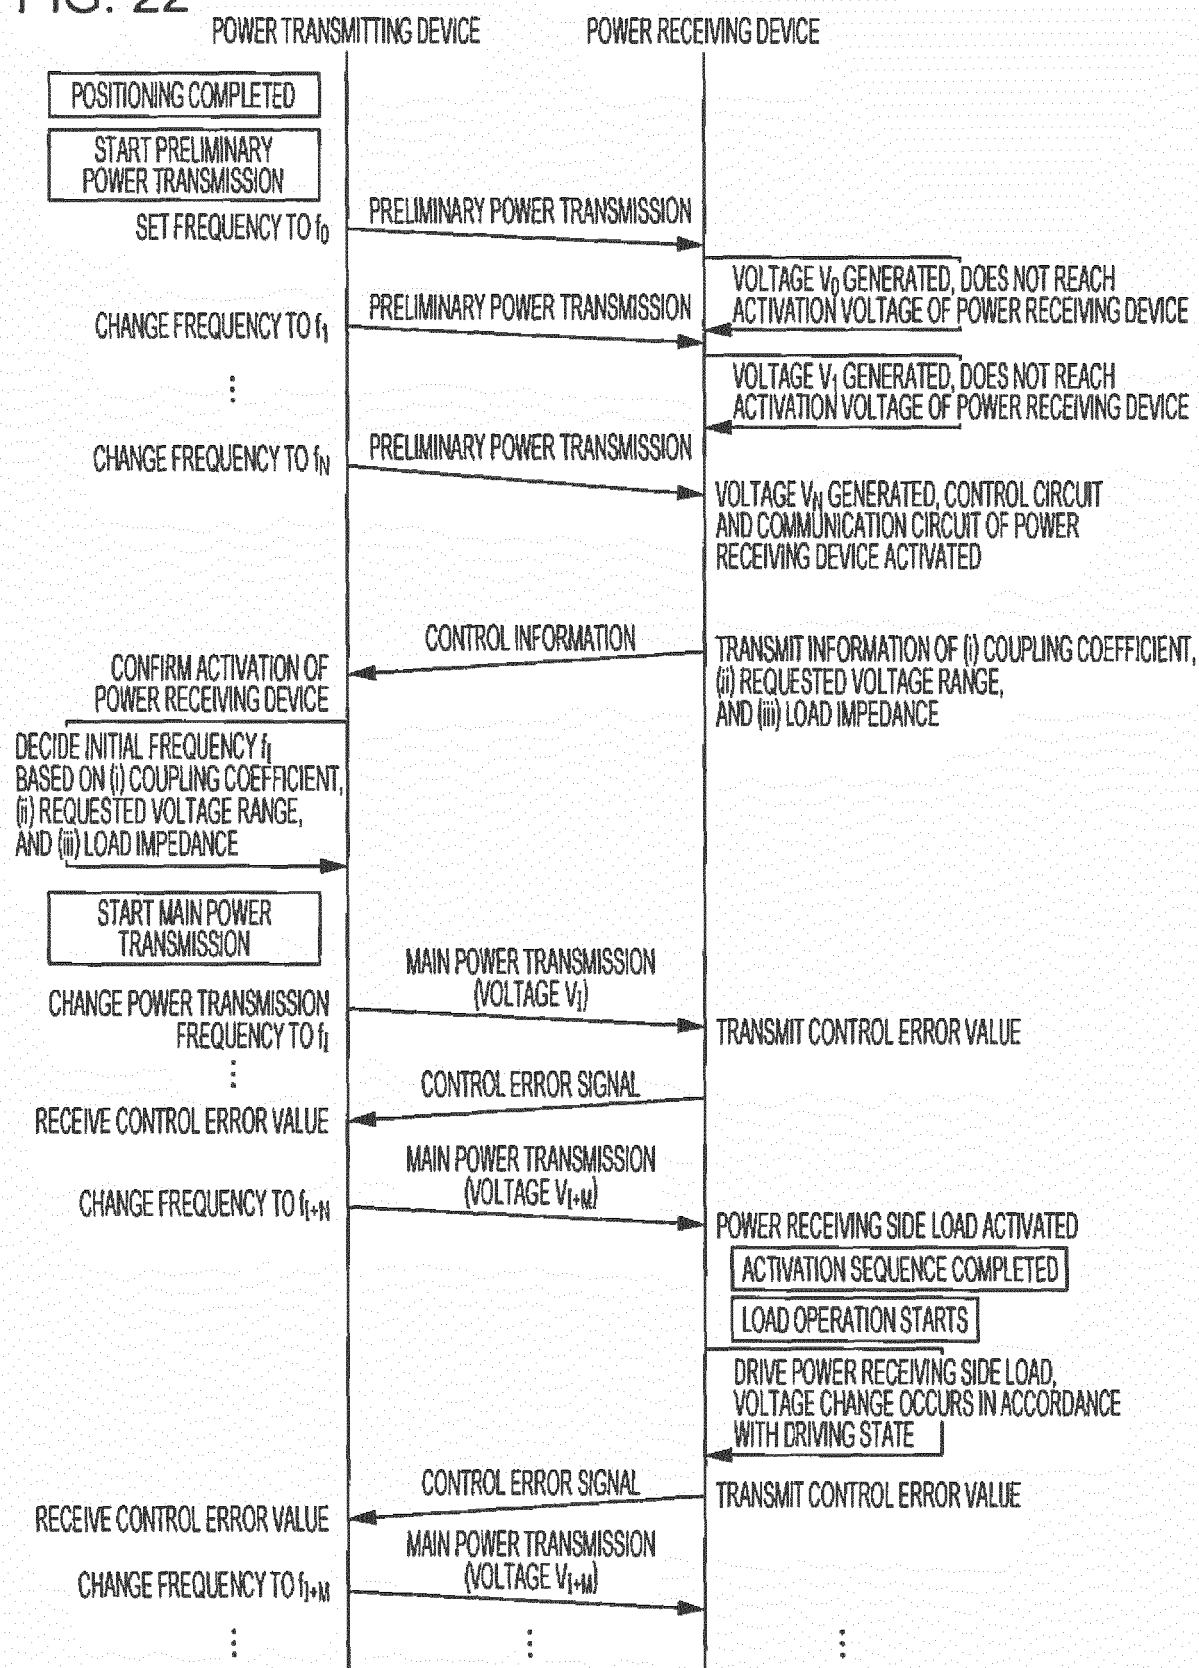 FIG. 22
POWER TRANSMITTING DEVICE
POWER RECEIVING DEVICE
POSITIONING COMPLETED
START PRELIMINARY
POWER TRANSMISSION
SET FREQUENCY TO f0
PRELIMINARY POWER TRANSMISSION
VOLTAGE V0 GENERATED, DOES NOT REACH
ACTIVATION VOLTAGE OF POWER RECEIVING DEVICE
CHANGE FREQUENCY TO f1
PRELIMINARY POWER TRANSMISSION
VOLTAGE V1 GENERATED, DOES NOT REACH
ACTIVATION VOLTAGE OF POWER RECEIVING DEVICE
⋮
CHANGE FREQUENCY TO fN
PRELIMINARY POWER TRANSMISSION
VOLTAGE VN GENERATED, CONTROL CIRCUIT
AND COMMUNICATION CIRCUIT OF POWER
RECEIVING DEVICE ACTIVATED
CONTROL INFORMATION
TRANSMIT INFORMATION OF (i) COUPLING COEFFICIENT,
(ii) REQUESTED VOLTAGE RANGE,
AND (iii) LOAD IMPEDANCE
CONFIRM ACTIVATION OF
POWER RECEIVING DEVICE
DECIDE INITIAL FREQUENCY fI
BASED ON (i) COUPLING COEFFICIENT,
(ii) REQUESTED VOLTAGE RANGE,
AND (iii) LOAD IMPEDANCE
START MAIN POWER
TRANSMISSION
CHANGE POWER TRANSMISSION
FREQUENCY TO fI
MAIN POWER TRANSMISSION
(VOLTAGE VI)
TRANSMIT CONTROL ERROR VALUE
⋮
CONTROL ERROR SIGNAL
RECEIVE CONTROL ERROR VALUE
MAIN POWER TRANSMISSION
(VOLTAGE VI+M)
CHANGE FREQUENCY TO fI+N
POWER RECEIVING SIDE LOAD ACTIVATED
ACTIVATION SEQUENCE COMPLETED
LOAD OPERATION STARTS
DRIVE POWER RECEIVING SIDE LOAD,
VOLTAGE CHANGE OCCURS IN ACCORDANCE
WITH DRIVING STATE
CONTROL ERROR SIGNAL
TRANSMIT CONTROL ERROR VALUE
RECEIVE CONTROL ERROR VALUE
MAIN POWER TRANSMISSION
(VOLTAGE VI+M)
CHANGE FREQUENCY TO fI+M
⋮ ⋮ ⋮